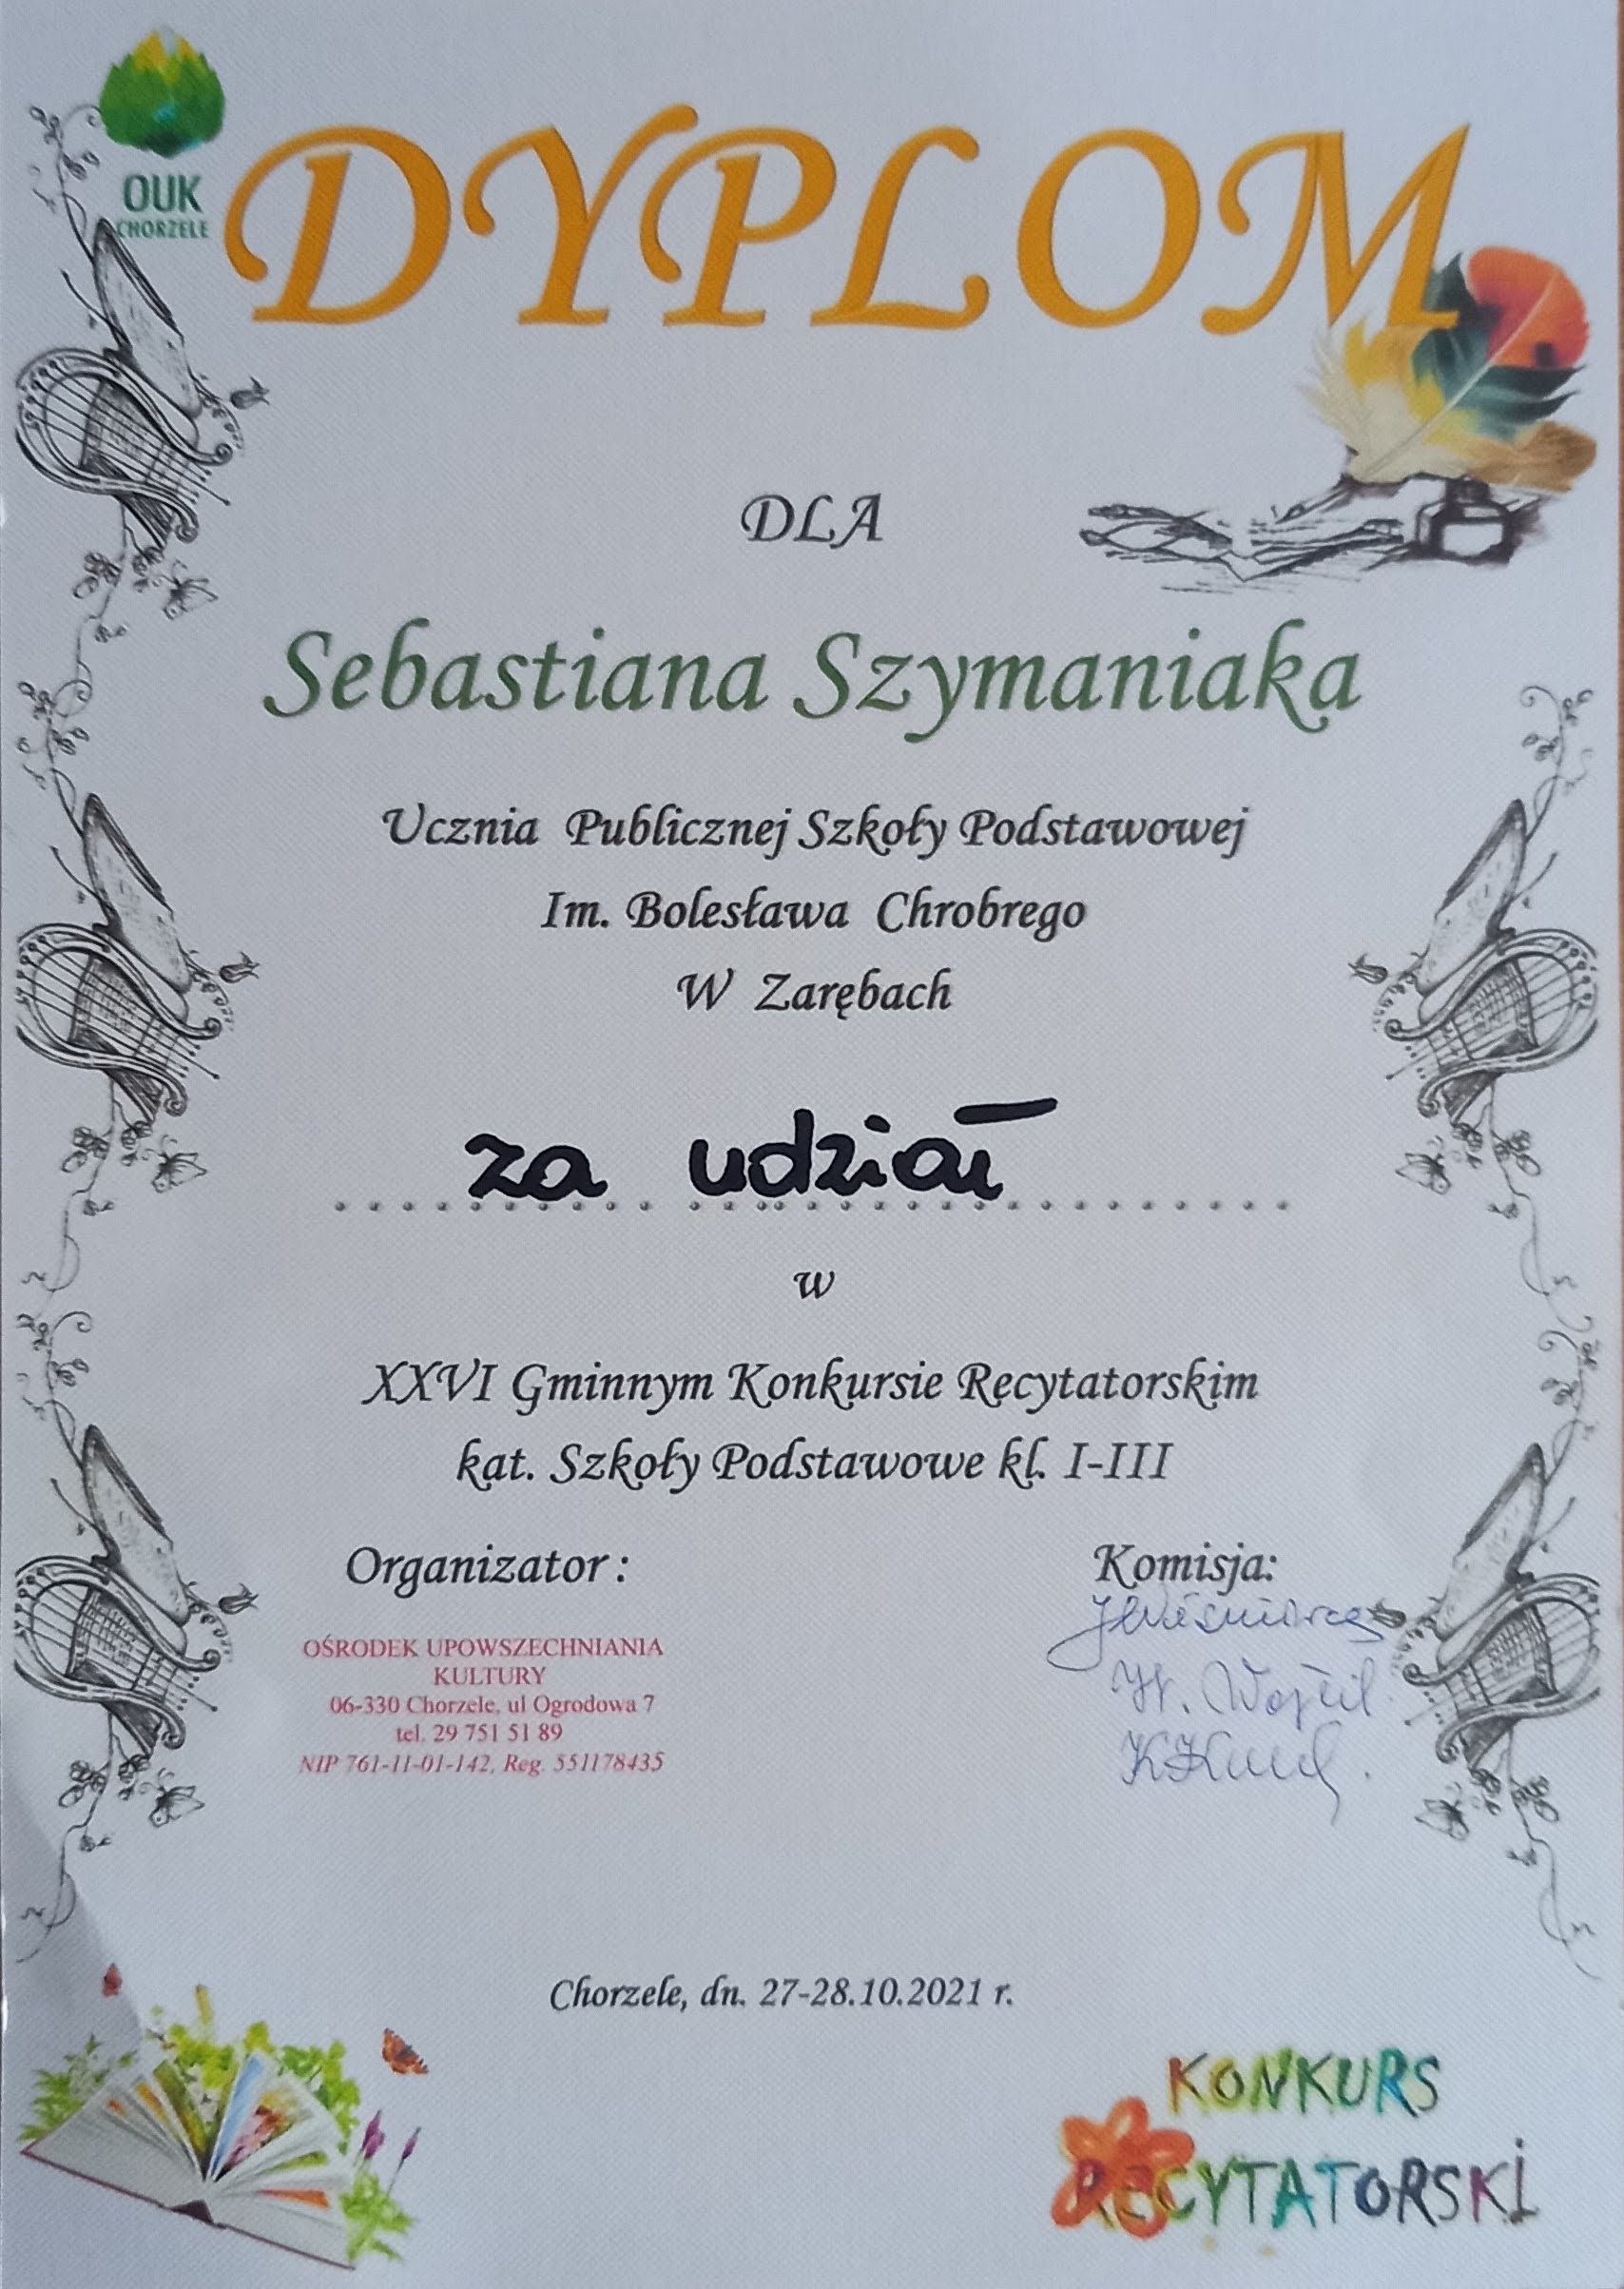 OUK
CHORZELE
DYPLOM
DLA
Sebastiana Szymaniaka
Ucznia Publicznej Szkoły Podstawowej
Im. Bolesława Chrobrego
W Zarębach
za udział
w
XXVI Gminnym Konkursie Recytatorskim
kat. Szkoły Podstawowe kl. I-III
Organizator :
OŚRODEK UPOWSZECHNIANIA
KULTURY
06-330 Chorzele, ul Ogrodowa 7
tel. 29 751 51 89
NIP 761-11-01-142, Reg. 551178435
Komisja:
Chorzele, dn. 27-28.10.2021 r.
KONKURS
RECYTATORSKI